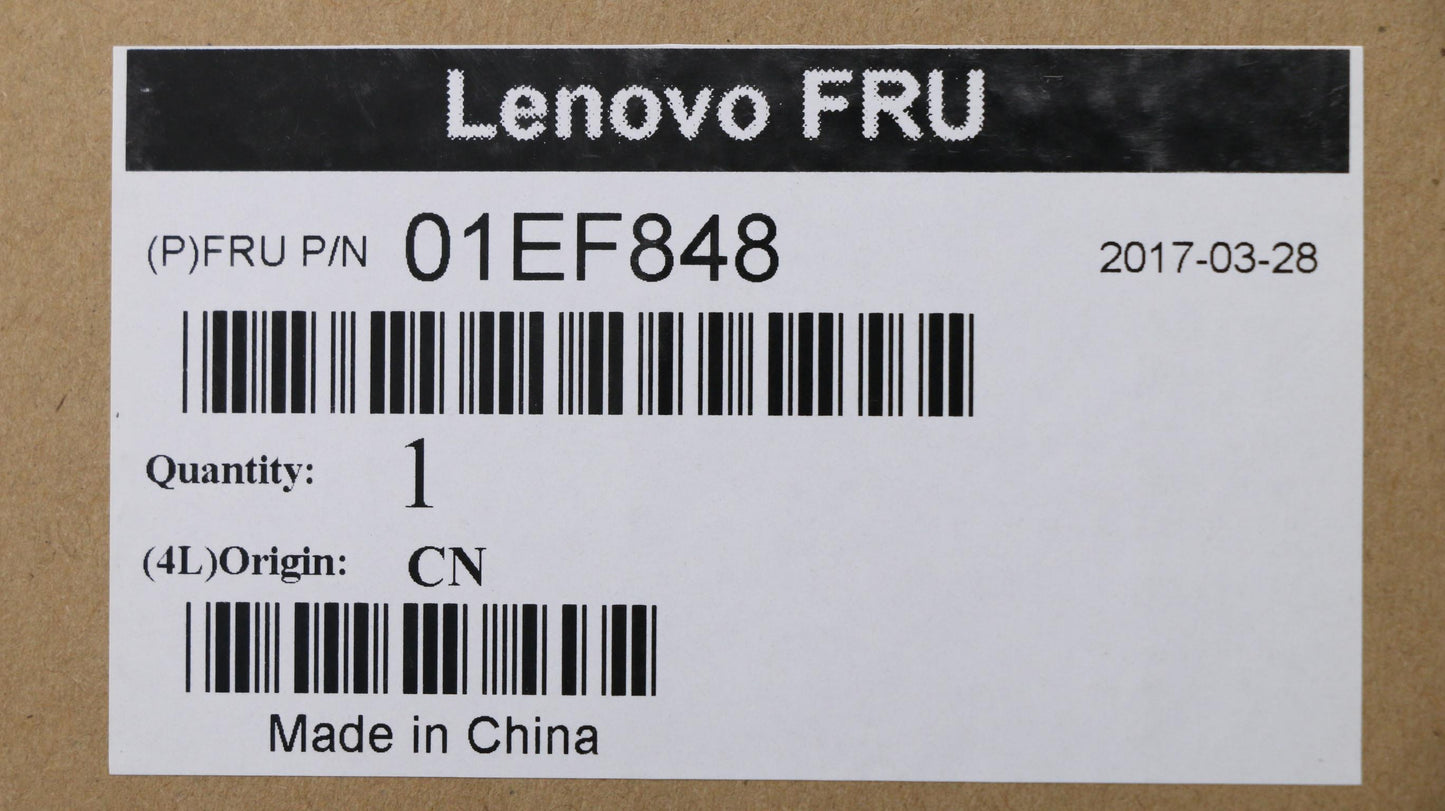 Lenovo FRU
(P)FRU P/N 01EF848 2017-03-28
Quantity: 1
(4L)Origin: CN
Made in China